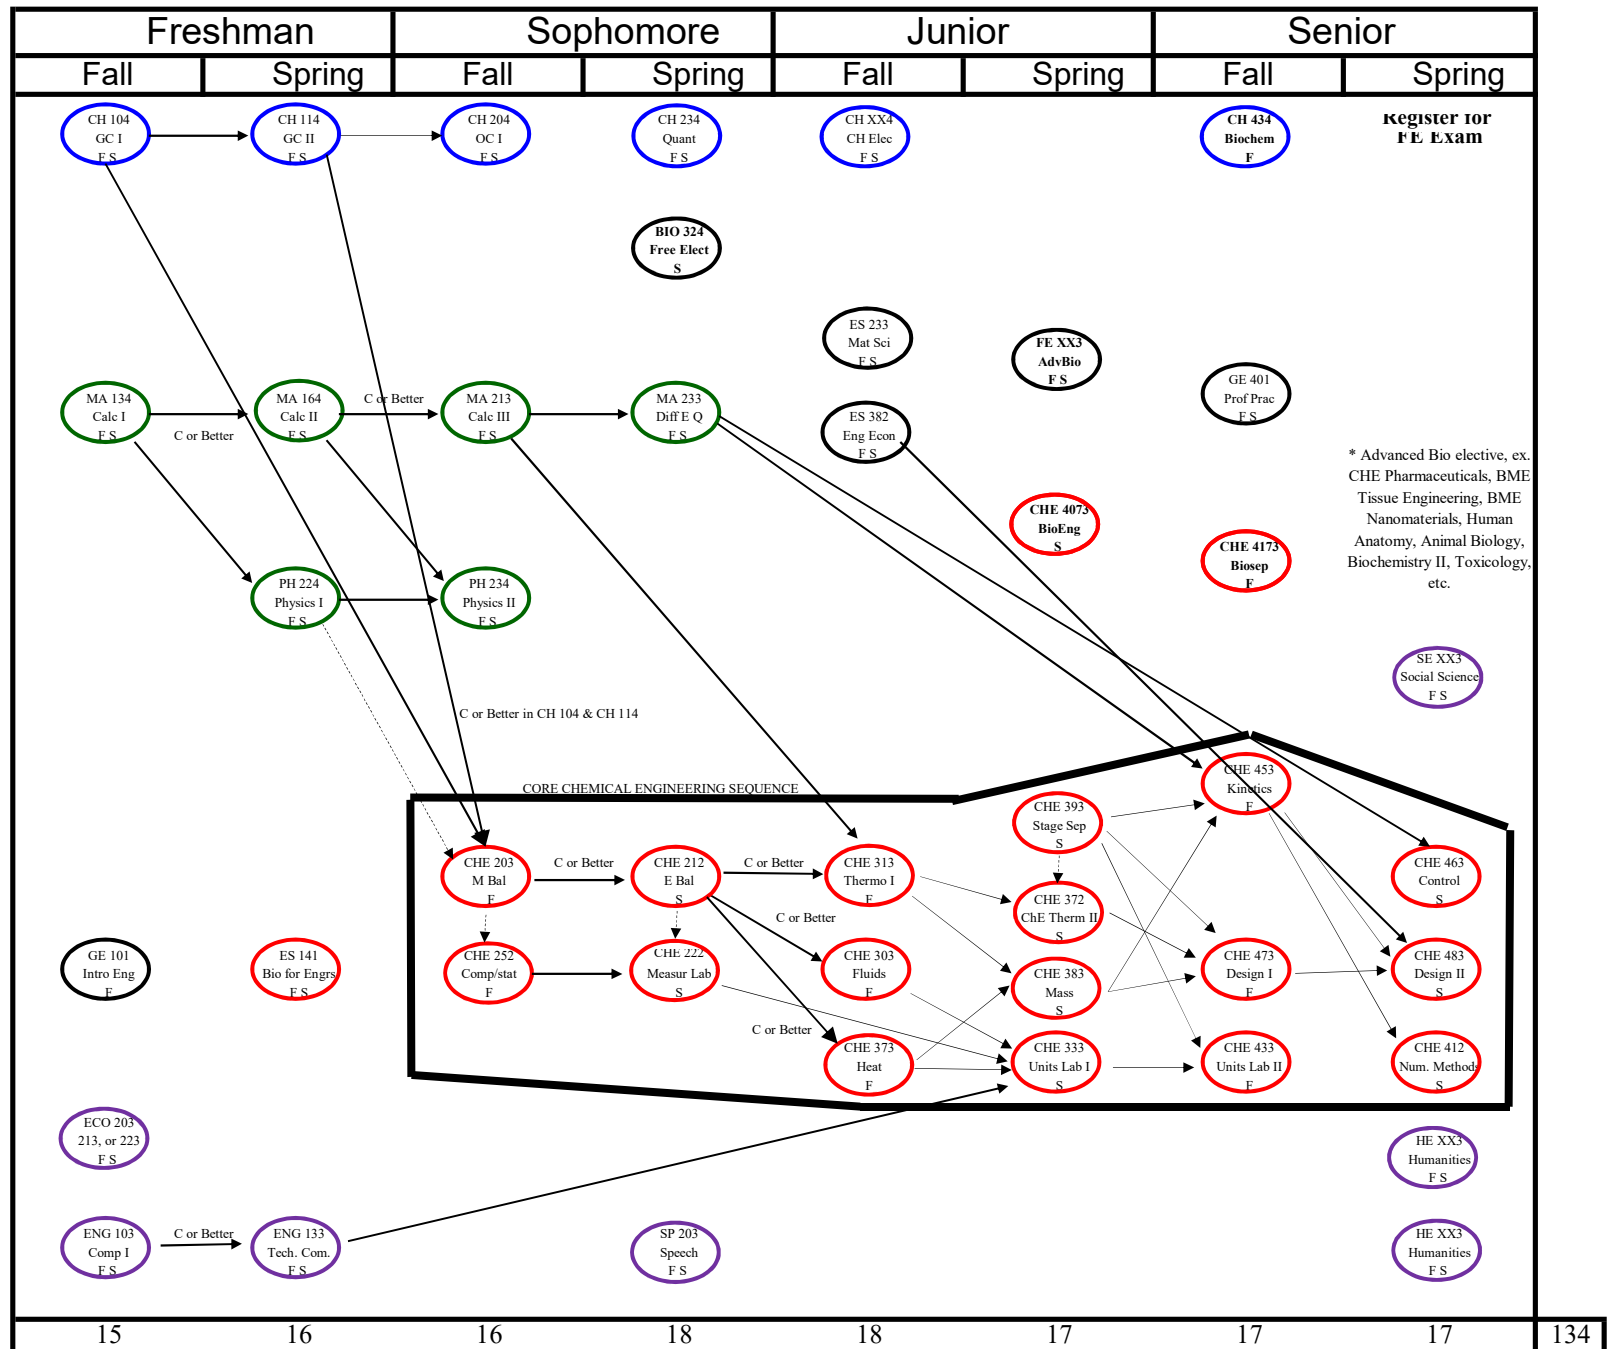 Freshman
Sophomore
Junior
Senior
Fall
Spring
Fall
Spring
Fall
Spring
Fall
Spring
CH 104
GC I
F S
CH 114
GC II
F S
CH 204
OC I
F S
CH 234
Quant
F S
CH XX4
CH Elec
F S
CH 434
Biochem
F
Register for
FE Exam
BIO 324
Free Elect
S
ES 233
Mat Sci
F S
FE XX3
AdvBio
F S
GE 401
Prof Prac
F S
MA 134
Calc I
F S
C or Better
MA 164
Calc II
F S
C or Better
MA 213
Calc III
F S
MA 233
Diff E Q
F S
ES 382
Eng Econ
F S
* Advanced Bio elective, ex.
CHE Pharmaceuticals, BME
Tissue Engineering, BME
Nanomaterials, Human
Anatomy, Animal Biology,
Biochemistry II, Toxicology,
etc.
CHE 4073
BioEng
S
CHE 4173
Biosep
F
PH 224
Physics I
F S
PH 234
Physics II
F S
SE XX3
Social Science
F S
C or Better in CH 104 & CH 114
CORE CHEMICAL ENGINEERING SEQUENCE
CHE 453
Kinetics
F
CHE 393
Stage Sep
S
CHE 203
M Bal
F
C or Better
CHE 212
E Bal
S
C or Better
CHE 313
Thermo I
F
CHE 463
Control
S
CHE 372
ChE Therm II
S
C or Better
GE 101
Intro Eng
F
ES 141
Bio for Engrs
F S
CHE 252
Comp/stat
F
CHE 222
Measur Lab
S
CHE 303
Fluids
F
CHE 383
Mass
S
CHE 473
Design I
F
CHE 483
Design II
S
C or Better
CHE 373
Heat
F
CHE 333
Units Lab I
S
CHE 433
Units Lab II
F
CHE 412
Num. Methods
S
ECO 203
213, or 223
F S
HE XX3
Humanities
F S
ENG 103
Comp I
F S
C or Better
ENG 133
Tech. Com.
F S
SP 203
Speech
F S
HE XX3
Humanities
F S
15
16
16
18
18
17
17
17
134